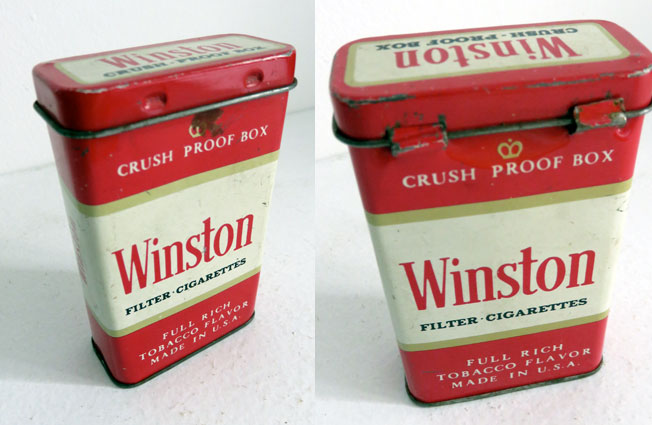 Winston
CRUSH-PROOF BOX
CRUSH PROOF BOX
Winston
FILTER·CIGARETTES
FULL RICH
TOBACCO FLAVOR
MADE IN U.S.A.
Winston
CRUSH-PROOF BOX
CRUSH PROOF BOX
Winston
FILTER·CIGARETTES
FULL RICH
TOBACCO FLAVOR
MADE IN U.S.A.